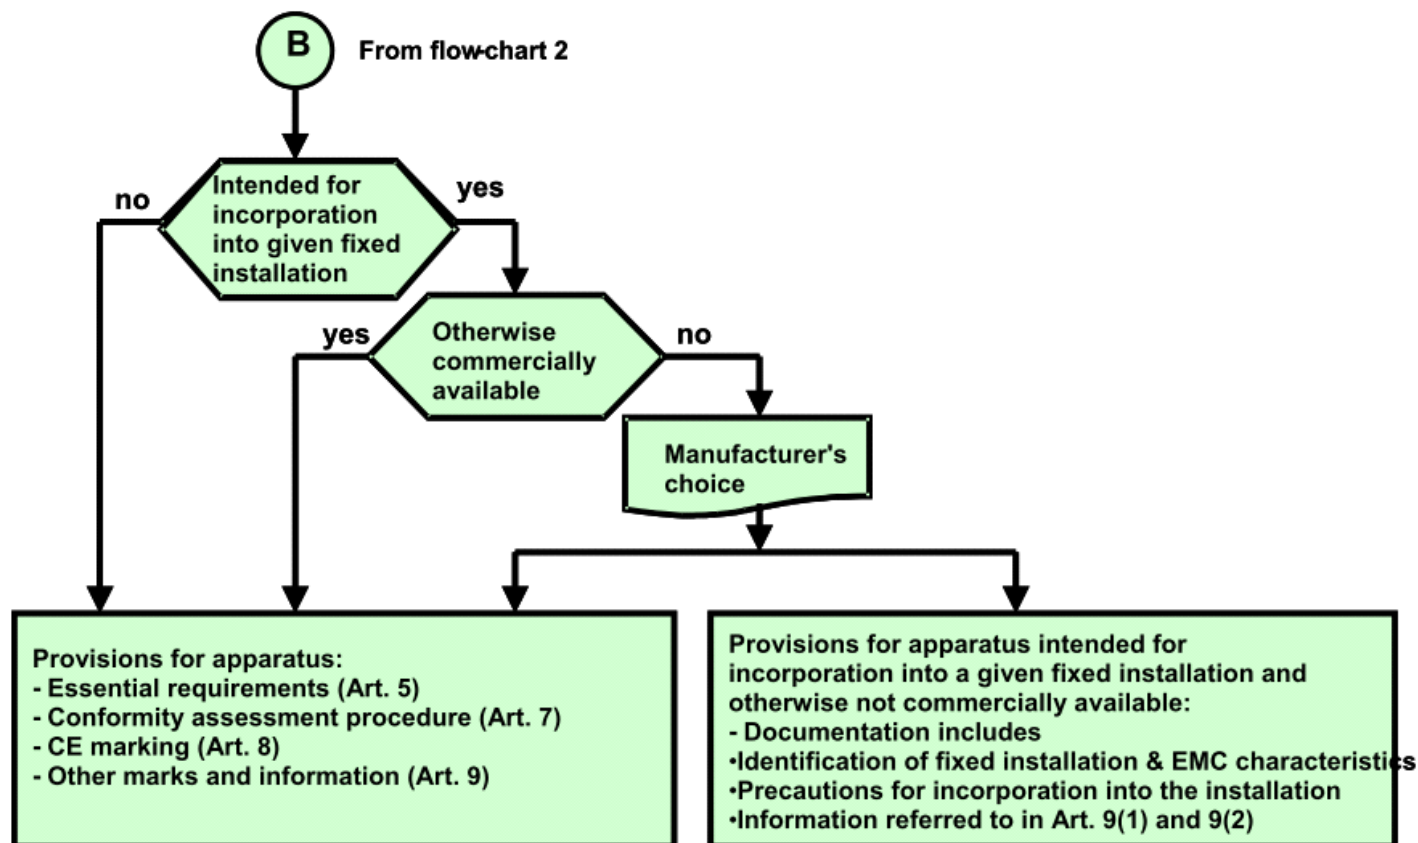 B
From flow-chart 2
no
Intended for
incorporation
into given fixed
installation
yes
yes
Otherwise
commercially
available
no
Manufacturer's
choice
Provisions for apparatus:
- Essential requirements (Art. 5)
- Conformity assessment procedure (Art. 7)
- CE marking (Art. 8)
- Other marks and information (Art. 9)
Provisions for apparatus intended for
incorporation into a given fixed installation and
otherwise not commercially available:
- Documentation includes
•Identification of fixed installation & EMC characteristics
•Precautions for incorporation into the installation
•Information referred to in Art. 9(1) and 9(2)